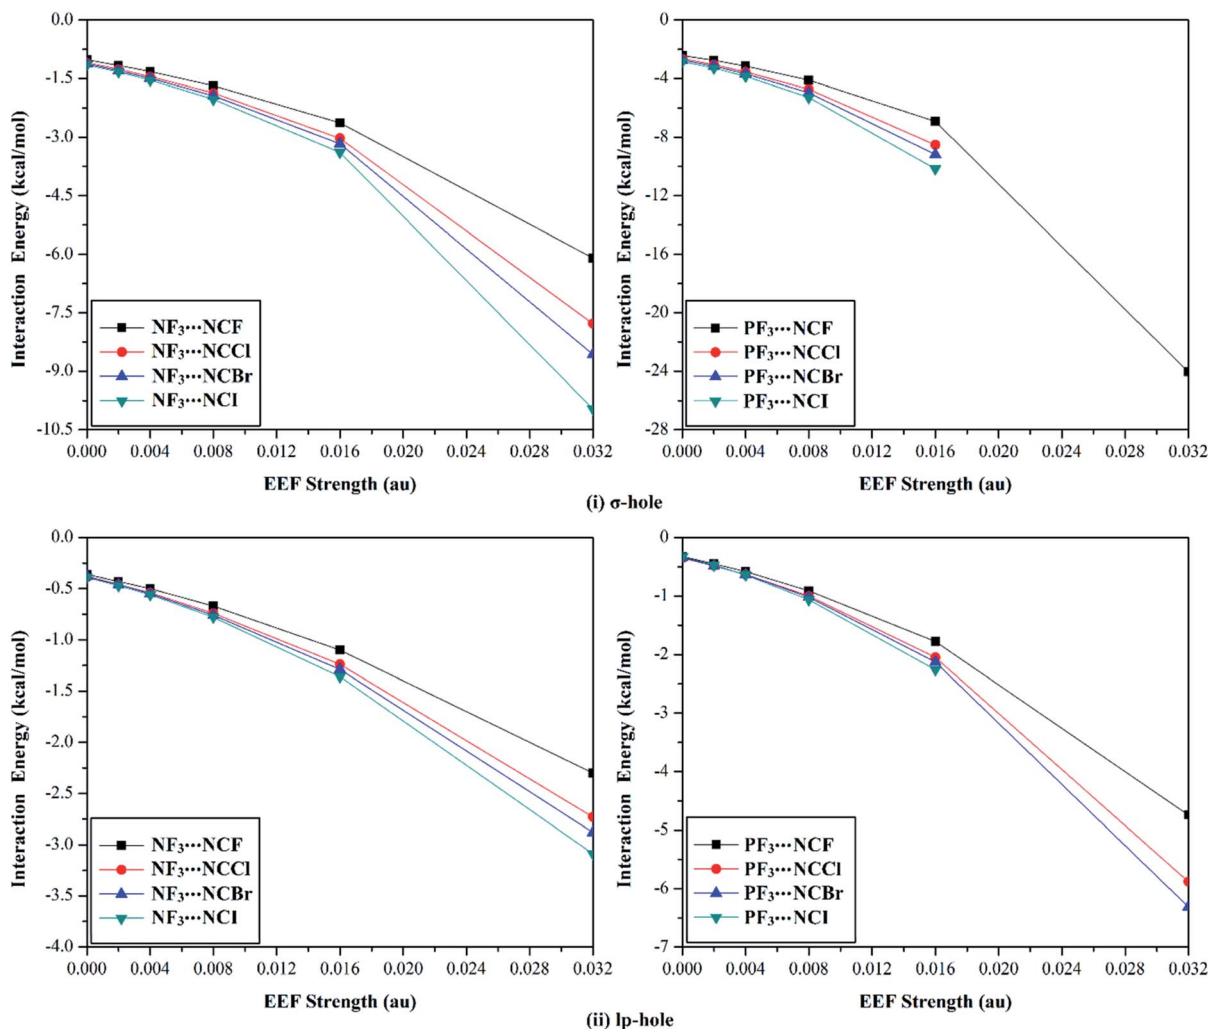 0.0
-1.5
-3.0
-4.5
-6.0
-7.5
-9.0
-10.5
Interaction Energy (kcal/mol)
NF₃···NCF
NF₃···NCCl
NF₃···NCBr
NF₃···NCI
0.000 0.004 0.008 0.012 0.016 0.020 0.024 0.028 0.032
EEF Strength (au)
0
-4
-8
-12
-16
-20
-24
-28
Interaction Energy (kcal/mol)
PF₃···NCF
PF₃···NCCl
PF₃···NCBr
PF₃···NCI
0.000 0.004 0.008 0.012 0.016 0.020 0.024 0.028 0.032
EEF Strength (au)
(i) σ-hole
0.0
-0.5
-1.0
-1.5
-2.0
-2.5
-3.0
-3.5
-4.0
Interaction Energy (kcal/mol)
NF₃···NCF
NF₃···NCCl
NF₃···NCBr
NF₃···NCI
0.000 0.004 0.008 0.012 0.016 0.020 0.024 0.028 0.032
EEF Strength (au)
0
-1
-2
-3
-4
-5
-6
-7
Interaction Energy (kcal/mol)
PF₃···NCF
PF₃···NCCl
PF₃···NCBr
PF₃···NCI
0.000 0.004 0.008 0.012 0.016 0.020 0.024 0.028 0.032
EEF Strength (au)
(ii) lp-hole